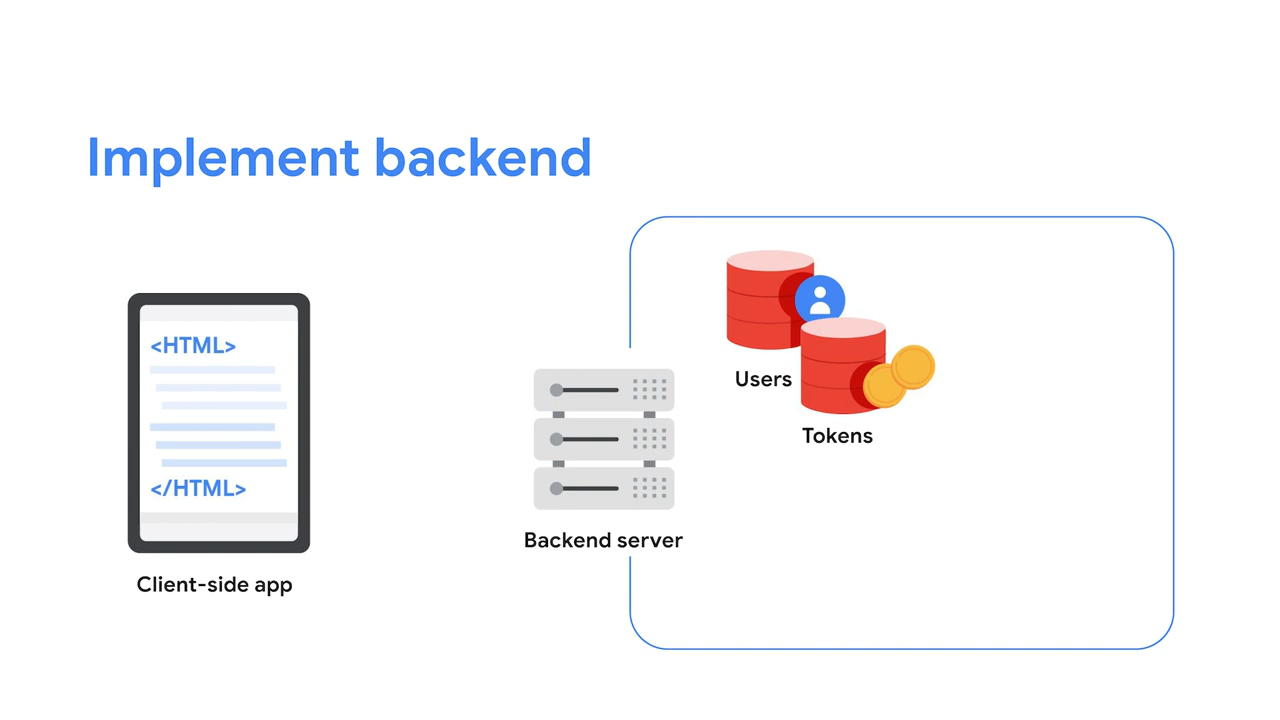 Implement backend
<HTML>
</HTML>
Client-side app
Backend server
Users
Tokens